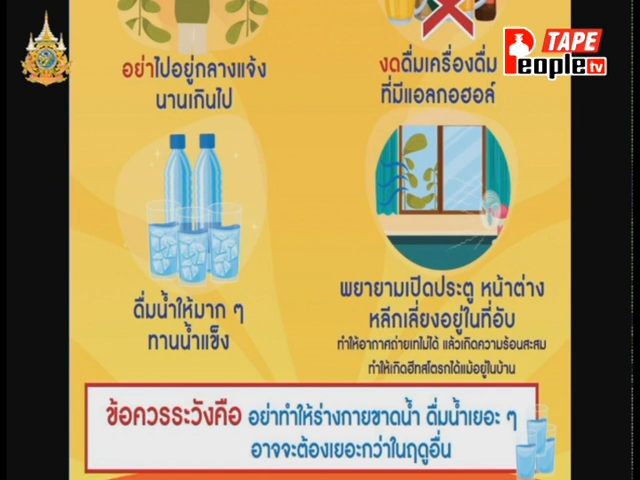 TAPE
People tv
อย่าไปอยู่กลางแจ้ง
นานเกินไป
งดดื่มเครื่องดื่ม
ที่มีแอลกอฮอล์
ดื่มน้ำให้มาก ๆ
ทานน้ำแข็ง
พยายามเปิดประตู หน้าต่าง
หลีกเลี่ยงอยู่ในที่อับ
ทำให้อากาศถ่ายเทไม่ได้ แล้วเกิดความร้อนสะสม
ทำให้เกิดฮีทสโตรกได้แม้อยู่ในบ้าน
ข้อควรระวังคือ อย่าทำให้ร่างกายขาดน้ำ ดื่มน้ำเยอะ ๆ
อาจจะต้องเยอะกว่าในฤดูอื่น